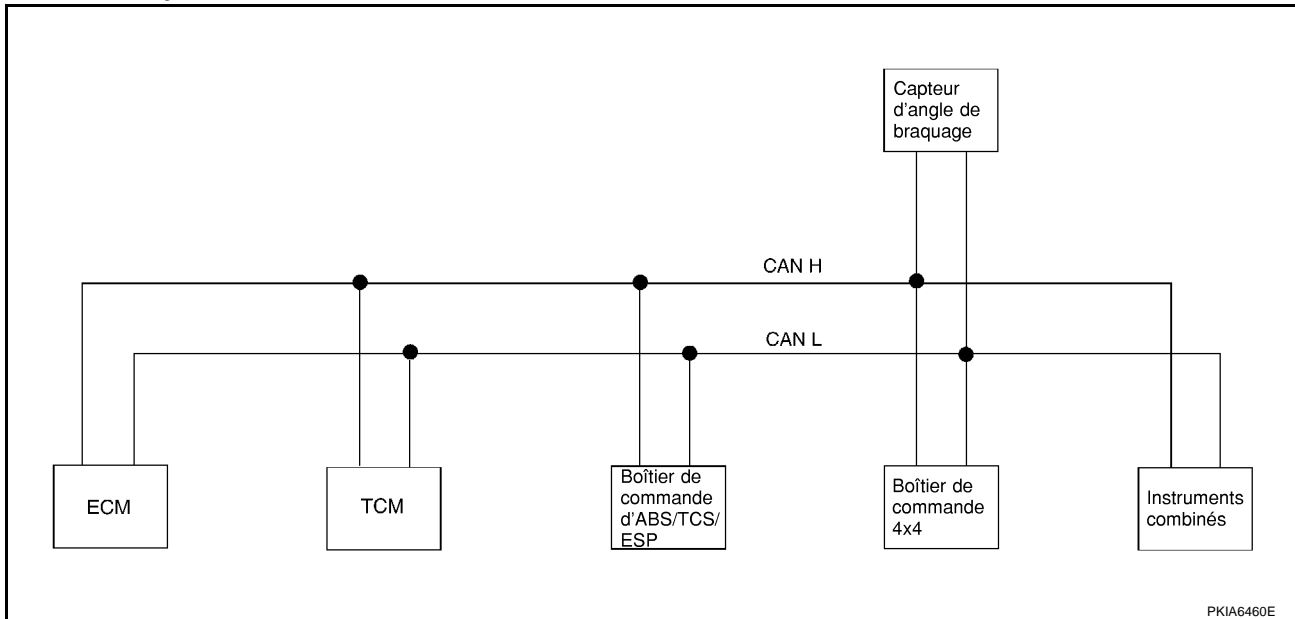 Capteur
d'angle de
braquage
CAN H
CAN L
ECM
TCM
Boîtier de
commande
d'ABS/TCS/
ESP
Boîtier de
commande
4x4
Instruments
combinés
PKIA6460E